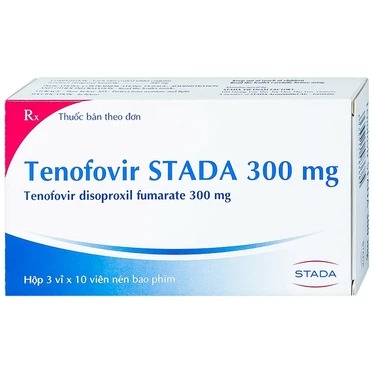 Rx Thuốc bán theo đơn
Tenofovir STADA 300 mg
Tenofovir disoproxil fumarate 300 mg
Hộp 3 vỉ x 10 viên nén bao phim
STADA